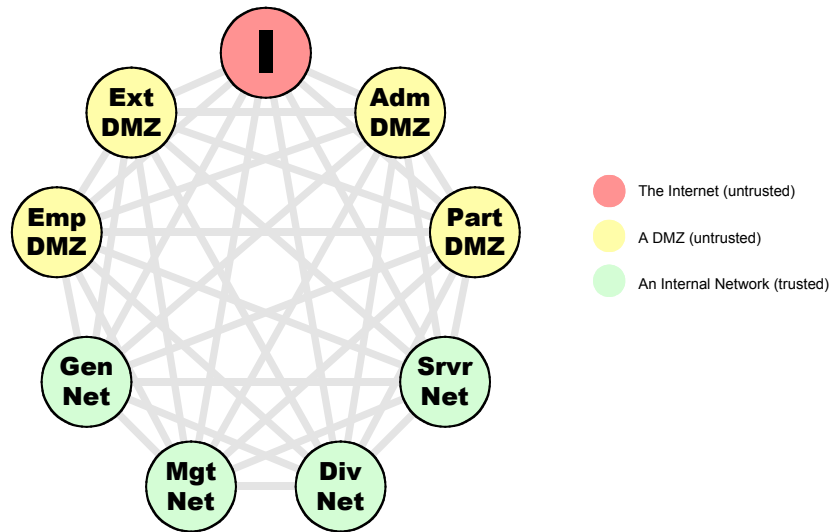 I
Ext
DMZ
Adm
DMZ
Emp
DMZ
Part
DMZ
Gen
Net
Srvr
Net
Mgt
Net
Div
Net
The Internet (untrusted)
A DMZ (untrusted)
An Internal Network (trusted)